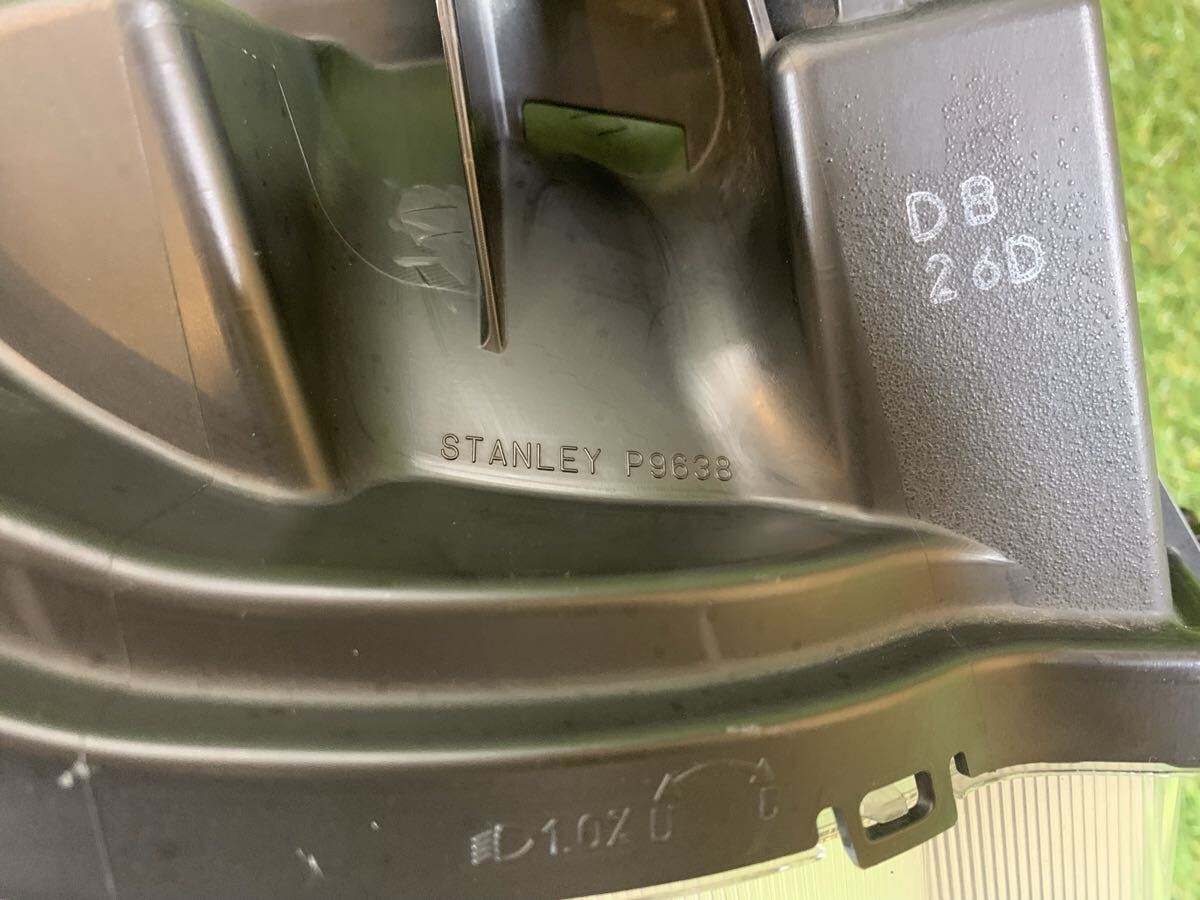 DB
26D
STANLEY P9638
1.0% U D